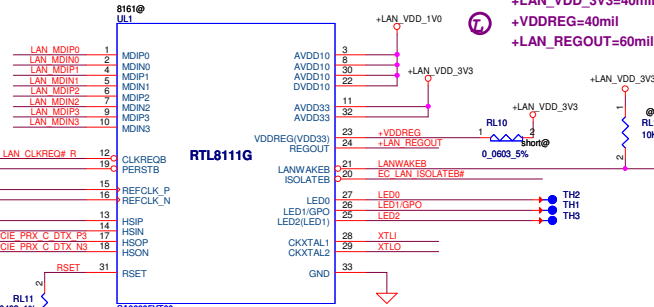 8161@
UL1
+LAN_VDD_1V0
+LAN_VDD_3V3=40mil
+VDDREG=40mil
+LAN_REGOUT=60mil
LAN_MDIP0 1 MDIP0
LAN_MDIN0 2 MDIN0
LAN_MDIP1 4 MDIP1
LAN_MDIN1 5 MDIN1
LAN_MDIP2 6 MDIP2
LAN_MDIN2 7 MDIN2
LAN_MDIP3 9 MDIP3
LAN_MDIN3 10 MDIN3
LAN_CLKREQ#_R 12 CLKREQB
19 PERSTB
15 REFCLK_P
16 REFCLK_N
13 HSIP
14 HSIN
CIE_PRX_C_DTX_P3 17 HSOP
CIE_PRX_C_DTX_N3 18 HSON
RSET 31 RSET
2
RL11
RTL8111G
AVDD10 3
AVDD10 8
AVDD10 30
DVDD10 22
+LAN_VDD_3V3
AVDD33 11
AVDD33 32
VDDREG(VDD33) 23 +VDDREG
REGOUT 24 +LAN_REGOUT
RL10
1 2
short@
0_0603_5%
+LAN_VDD_3V3
+LAN_VDD_3V3
@
1
2
LANWAKEB 21 LANWAKEB
ISOLATEB 20 EC_LAN_ISOLATEB#
LED0 27 LED0 TH2
LED1/GPO 26 LED1/GPO TH1
LED2(LED1) 25 LED2 TH3
CKXTAL1 28 XTLI
CKXTAL2 29 XTLO
GND 33